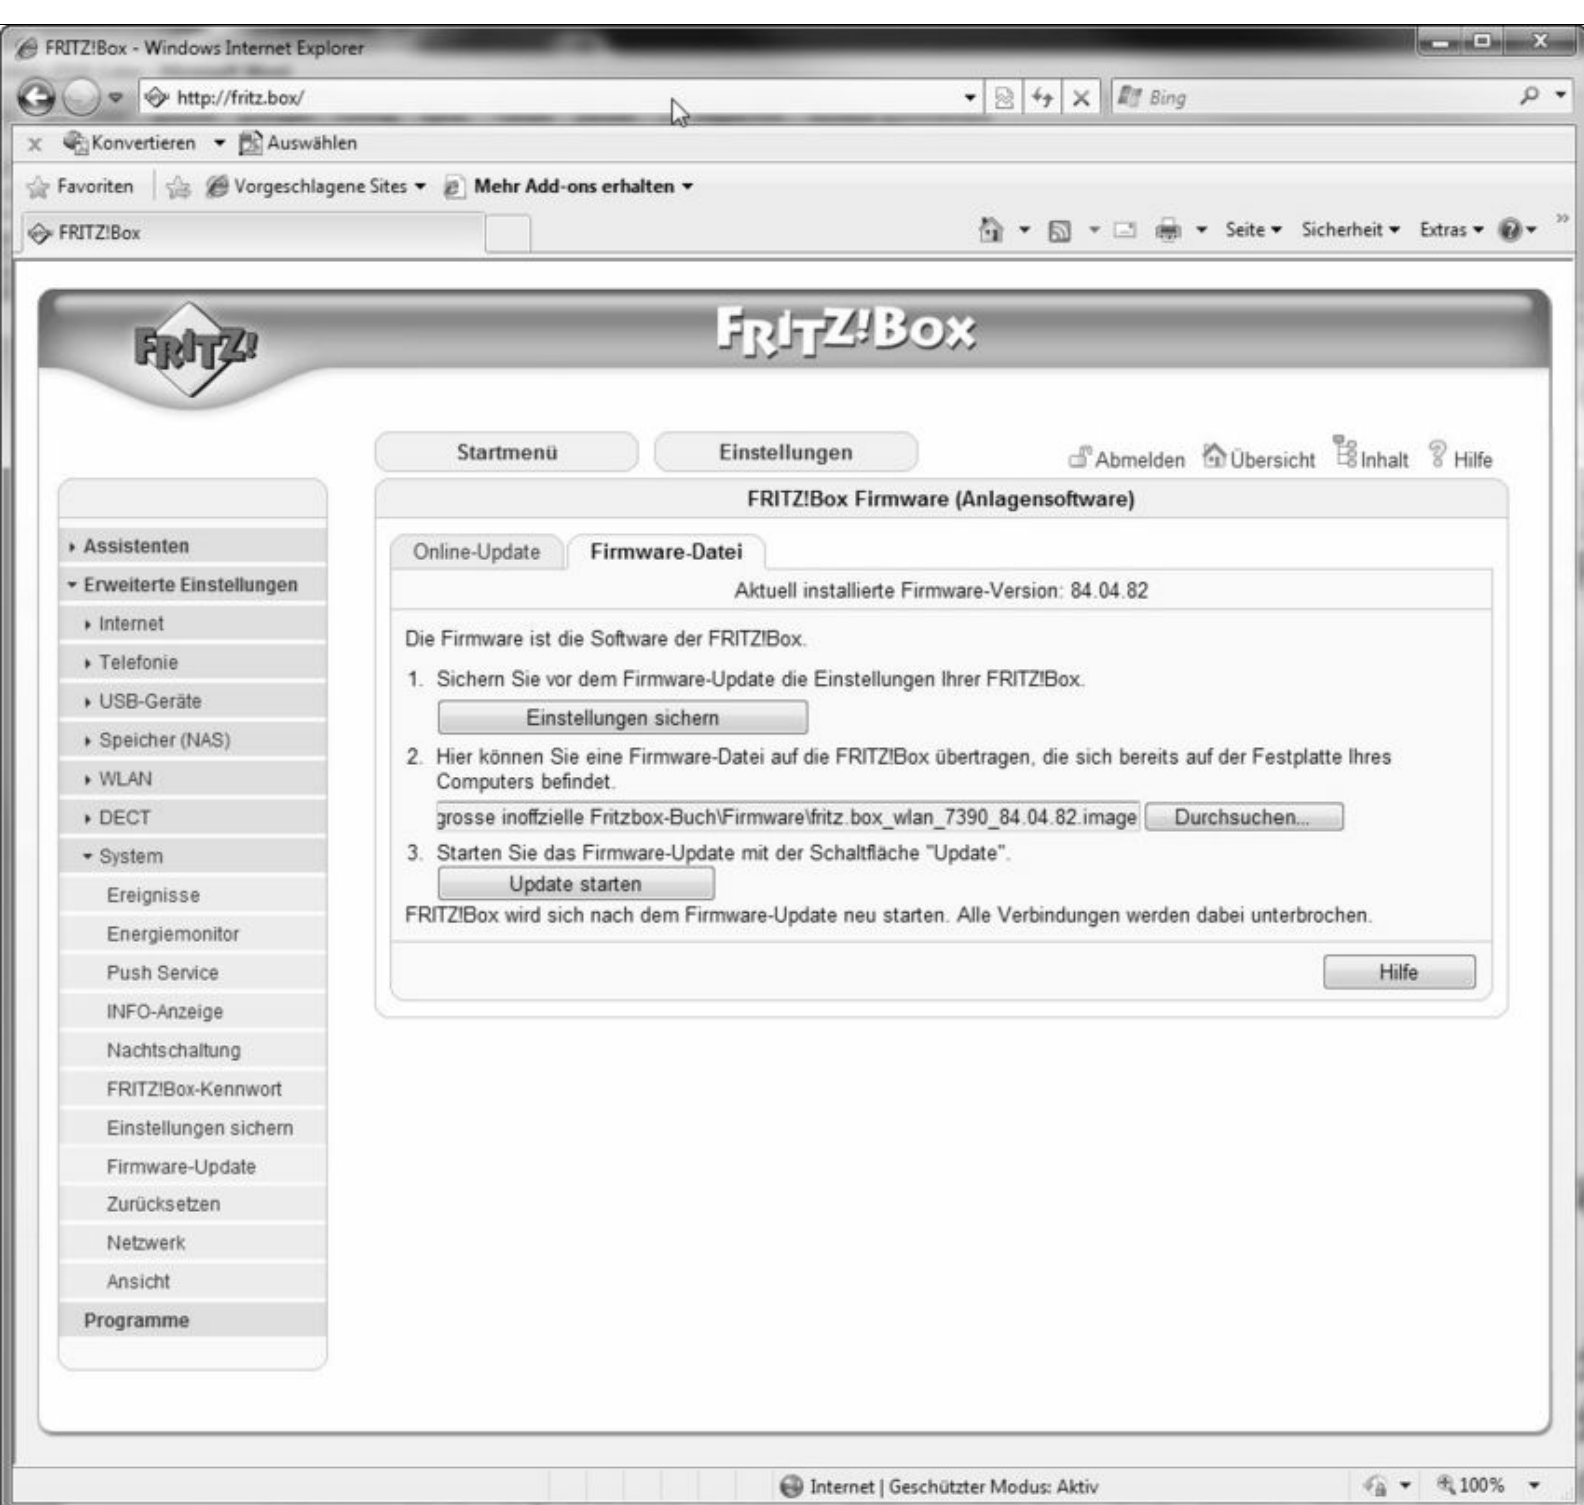 FRITZ!Box - Windows Internet Explorer
http://fritz.box/
Bing
x Konvertieren Auswählen
Favoriten Vorgeschlagene Sites Mehr Add-ons erhalten
FRITZ!Box
Seite Sicherheit Extras
FRITZ!
FRITZ!Box
Startmenü Einstellungen Abmelden Übersicht Inhalt Hilfe
FRITZ!Box Firmware (Anlagensoftware)
Assistenten
Erweiterte Einstellungen
Internet
Telefonie
USB-Geräte
Speicher (NAS)
WLAN
DECT
System
Ereignisse
Energiemonitor
Push Service
INFO-Anzeige
Nachtschaltung
FRITZ!Box-Kennwort
Einstellungen sichern
Firmware-Update
Zurücksetzen
Netzwerk
Ansicht
Programme
Online-Update Firmware-Datei
Aktuell installierte Firmware-Version: 84.04.82
Die Firmware ist die Software der FRITZ!Box.
1. Sichern Sie vor dem Firmware-Update die Einstellungen Ihrer FRITZ!Box.
Einstellungen sichern
2. Hier können Sie eine Firmware-Datei auf die FRITZ!Box übertragen, die sich bereits auf der Festplatte Ihres
Computers befindet.
grosse inoffzielle Fritzbox-Buch\Firmware\fritz.box_wlan_7390_84.04.82.image Durchsuchen...
3. Starten Sie das Firmware-Update mit der Schaltfläche "Update".
Update starten
FRITZ!Box wird sich nach dem Firmware-Update neu starten. Alle Verbindungen werden dabei unterbrochen.
Hilfe
Internet | Geschützter Modus: Aktiv
100%